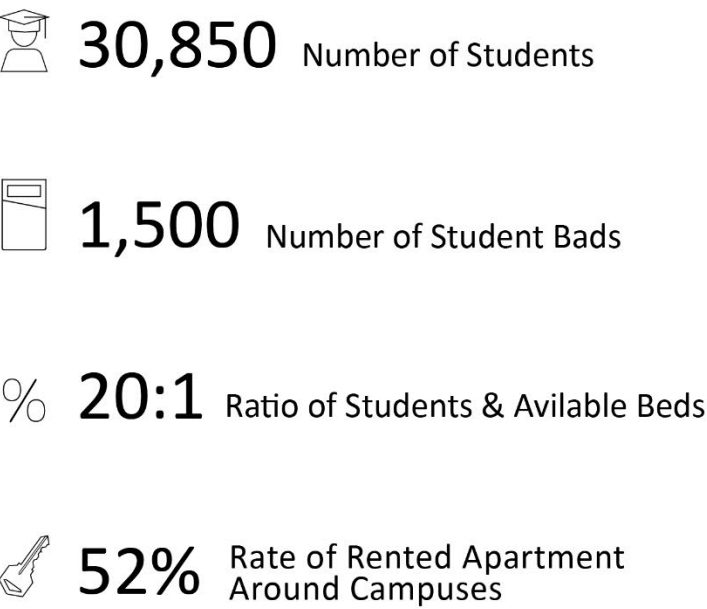 30,850 Number of Students
1,500 Number of Student Bads
% 20:1 Ratio of Students & Avilable Beds
52% Rate of Rented Apartment
Around Campuses